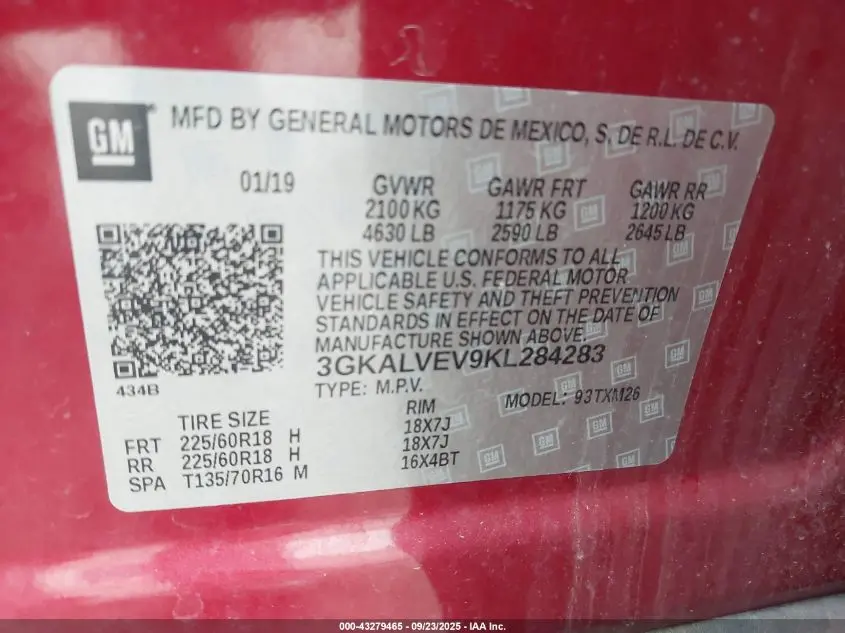 GM
MFD BY GENERAL MOTORS DE MEXICO, S. DE R.L. DE C.V.
01/19 GVWR GAWR FRT GAWR RR
2100 KG 1175 KG 1200 KG
4630 LB 2590 LB 2645 LB
THIS VEHICLE CONFORMS TO ALL
APPLICABLE U.S. FEDERAL MOTOR
VEHICLE SAFETY AND THEFT PREVENTION
STANDARDS IN EFFECT ON THE DATE OF
MANUFACTURE SHOWN ABOVE.
3GKALVEV9KL284283
434B TYPE: M.P.V. MODEL: 93TXM26
TIRE SIZE RIM
FRT 225/60R18 H 18X7J
RR 225/60R18 H 18X7J
SPA T135/70R16 M 16X4BT
000-43279465 - 09/23/2025 - IAA Inc.